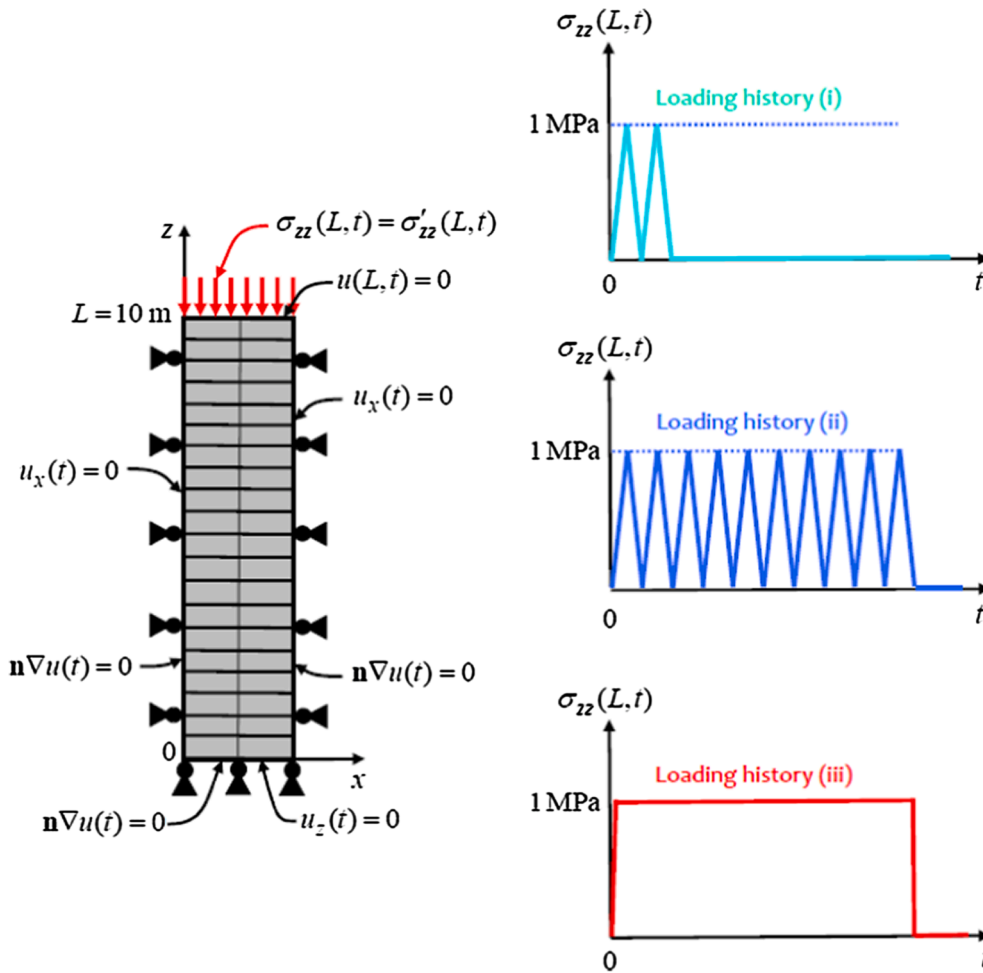 z
σzz(L,t) = σ′zz(L,t)
u(L,t) = 0
L = 10 m
ux(t) = 0
ux(t) = 0
n∇u(t) = 0
n∇u(t) = 0
0
x
n∇u(t) = 0
uz(t) = 0
σzz(L,t)
Loading history (i)
1 MPa
0
t
σzz(L,t)
Loading history (ii)
1 MPa
0
t
σzz(L,t)
Loading history (iii)
1 MPa
0